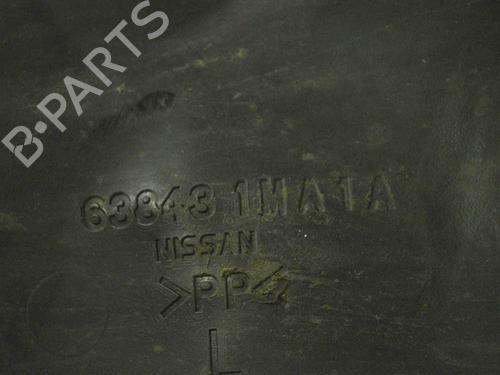 B·PARTS
63843 1MA1A
NISSAN
>PP<
L